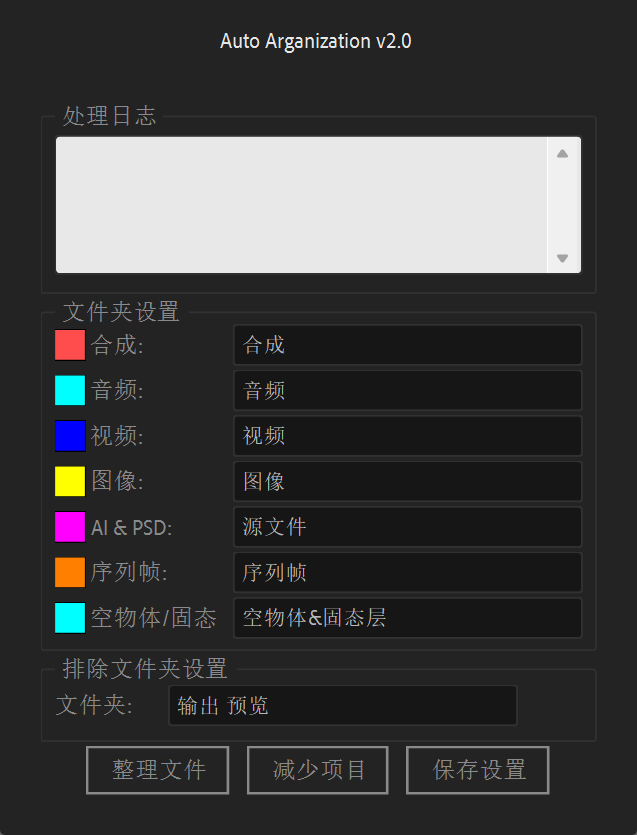 Auto Arganization v2.0
处理日志
文件夹设置
合成: 合成
音频: 音频
视频: 视频
图像: 图像
AI & PSD: 源文件
序列帧: 序列帧
空物体/固态 空物体&固态层
排除文件夹设置
文件夹: 输出 预览
整理文件 减少项目 保存设置